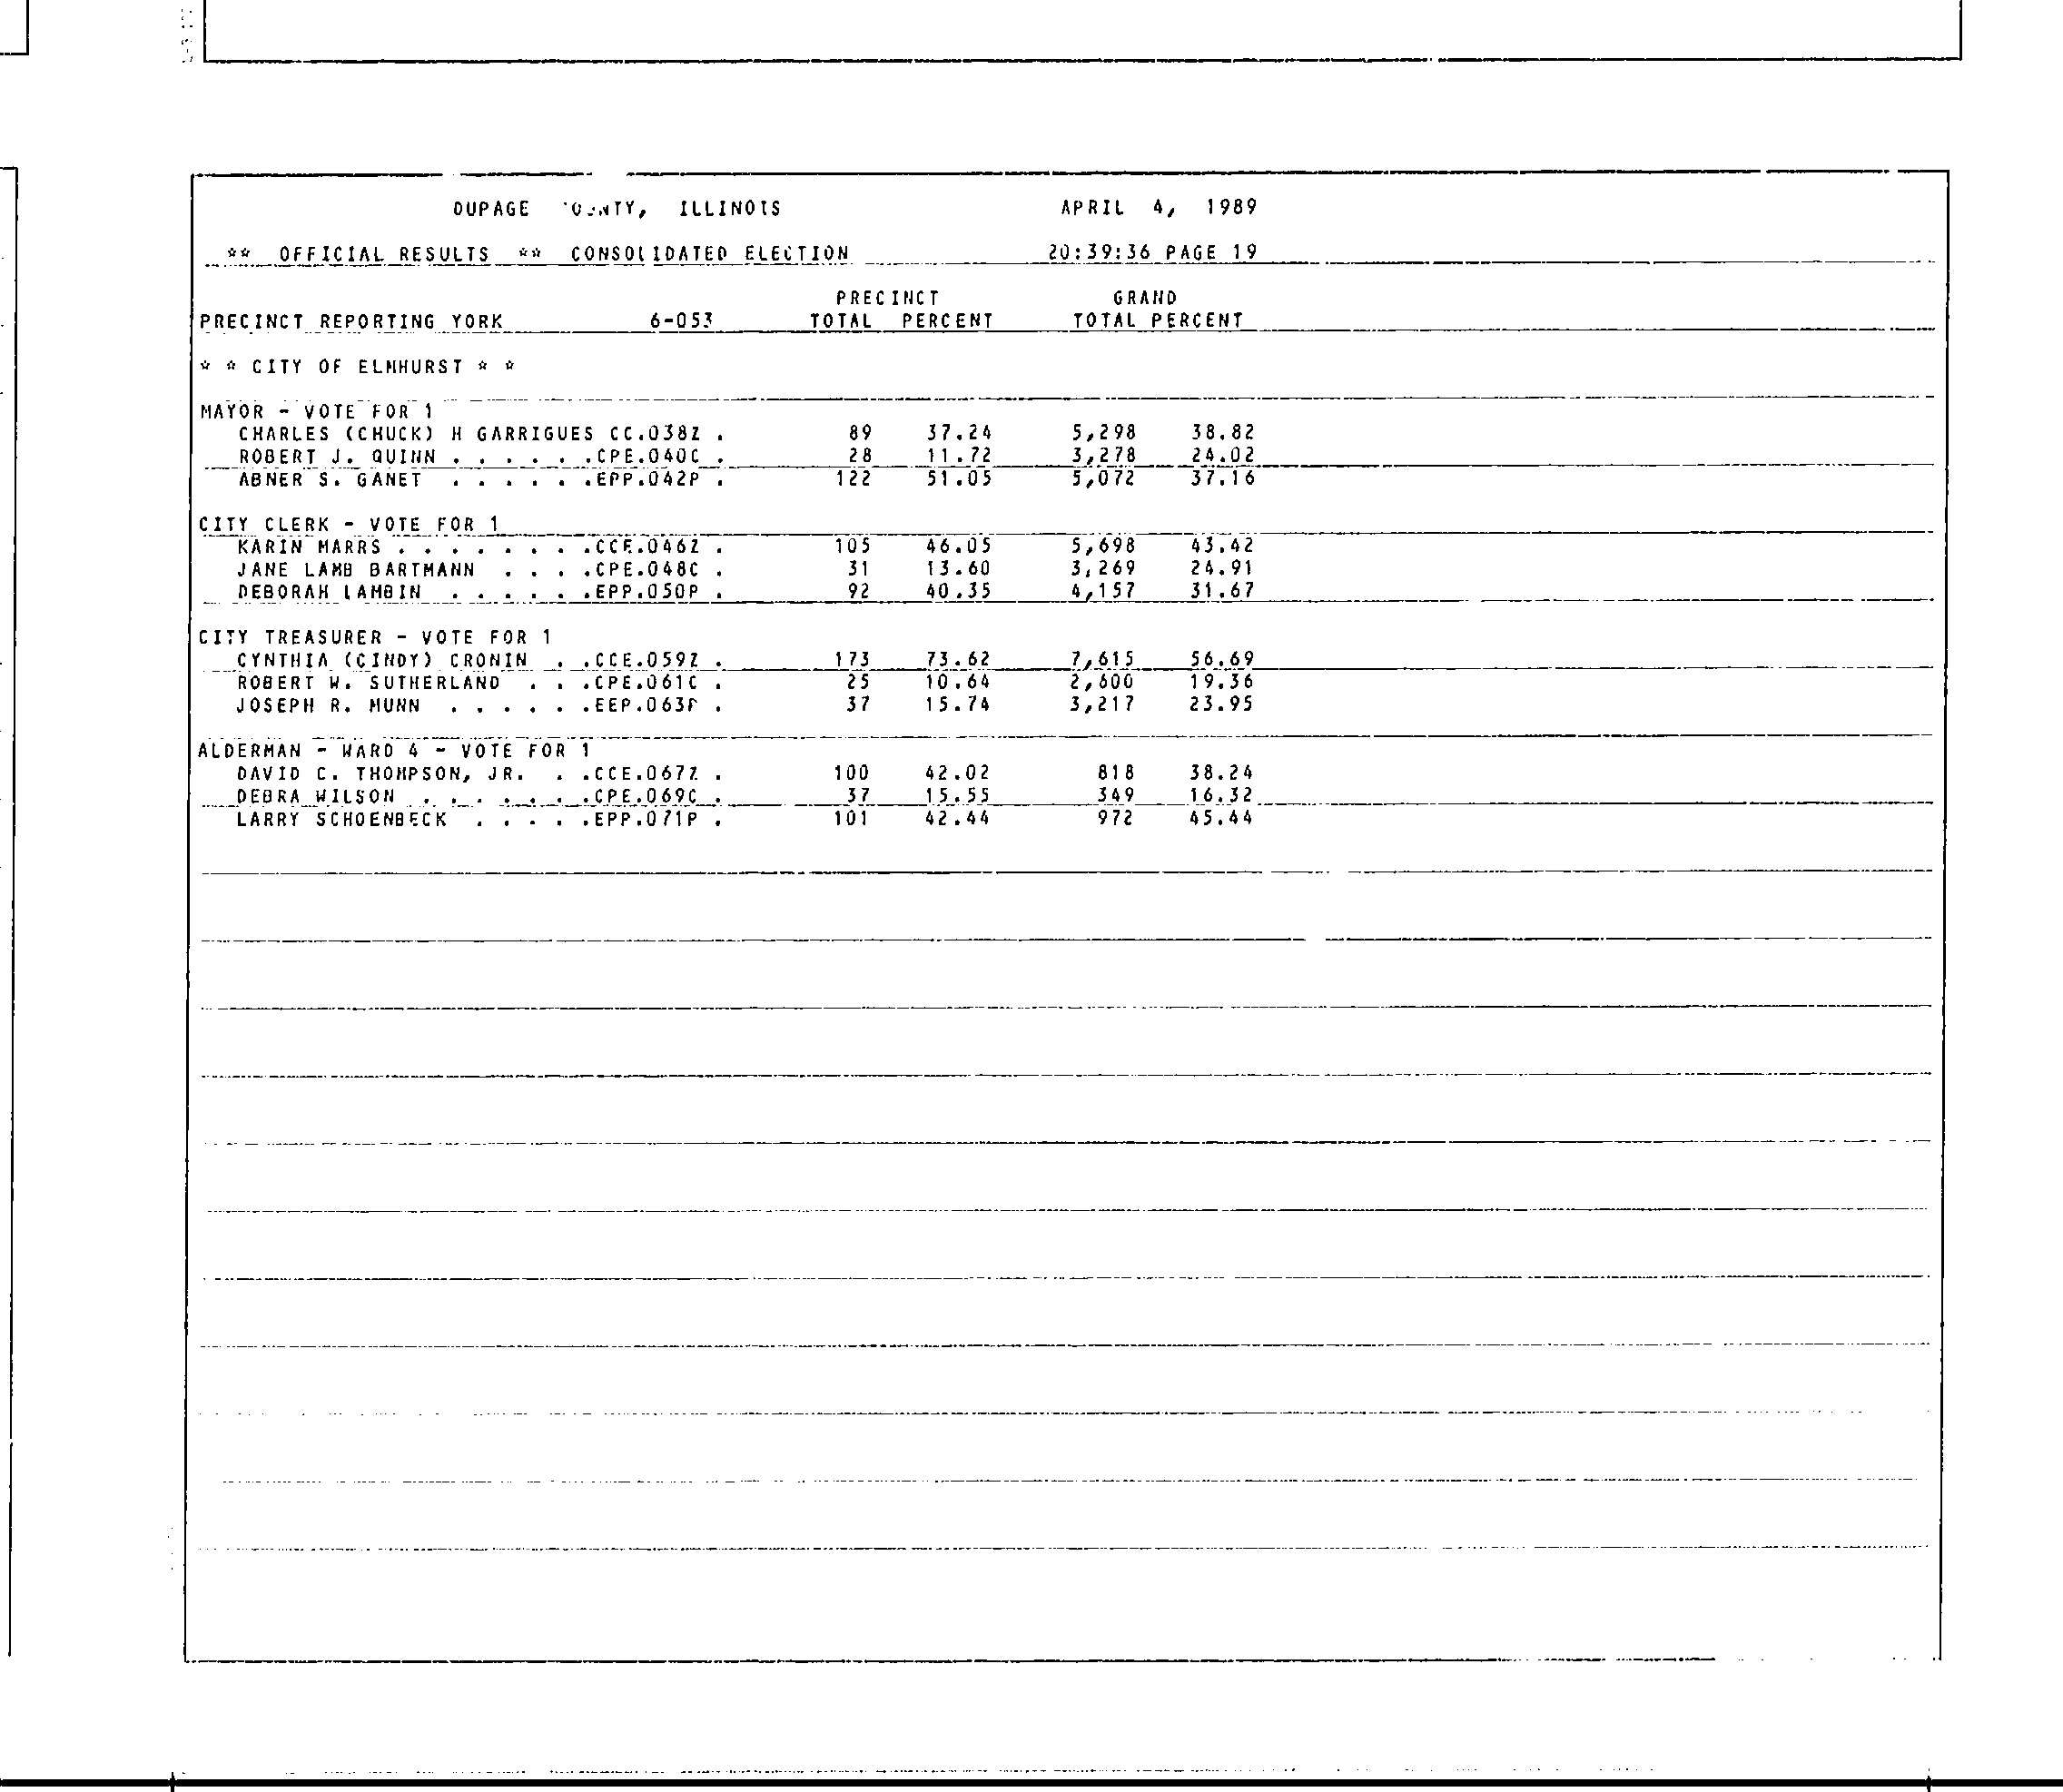 DUPAGE COUNTY, ILLINOIS APRIL 4, 1989
** OFFICIAL RESULTS ** CONSOLIDATED ELECTION 20:39:36 PAGE 19
PRECINCT GRAND
PRECINCT REPORTING YORK 6-053 TOTAL PERCENT TOTAL PERCENT
* * CITY OF ELMHURST * *
MAYOR - VOTE FOR 1
CHARLES (CHUCK) H GARRIGUES CC.038Z . 89 37.24 5,298 38.82
ROBERT J. QUINN . . . . . .CPE.040C . 28 11.72 3,278 24.02
ABNER S. GANET . . . . . .EPP.042P . 122 51.05 5,072 37.16
CITY CLERK - VOTE FOR 1
KARIN MARRS . . . . . . . .CCE.046Z . 105 46.05 5,698 43.42
JANE LAMB BARTMANN . . . .CPE.048C . 31 13.60 3,269 24.91
DEBORAH LAMBIN . . . . . .EPP.050P . 92 40.35 4,157 31.67
CITY TREASURER - VOTE FOR 1
CYNTHIA (CINDY) CRONIN . .CCE.059Z . 173 73.62 7,615 56.69
ROBERT W. SUTHERLAND . . .CPE.061C . 25 10.64 2,600 19.36
JOSEPH R. MUNN . . . . . .EEP.063P . 37 15.74 3,217 23.95
ALDERMAN - WARD 4 - VOTE FOR 1
DAVID C. THOMPSON, JR. . .CCE.067Z . 100 42.02 818 38.24
DEBRA WILSON . . . . . . .CPE.069C . 37 15.55 349 16.32
LARRY SCHOENBECK . . . . .EPP.071P . 101 42.44 972 45.44